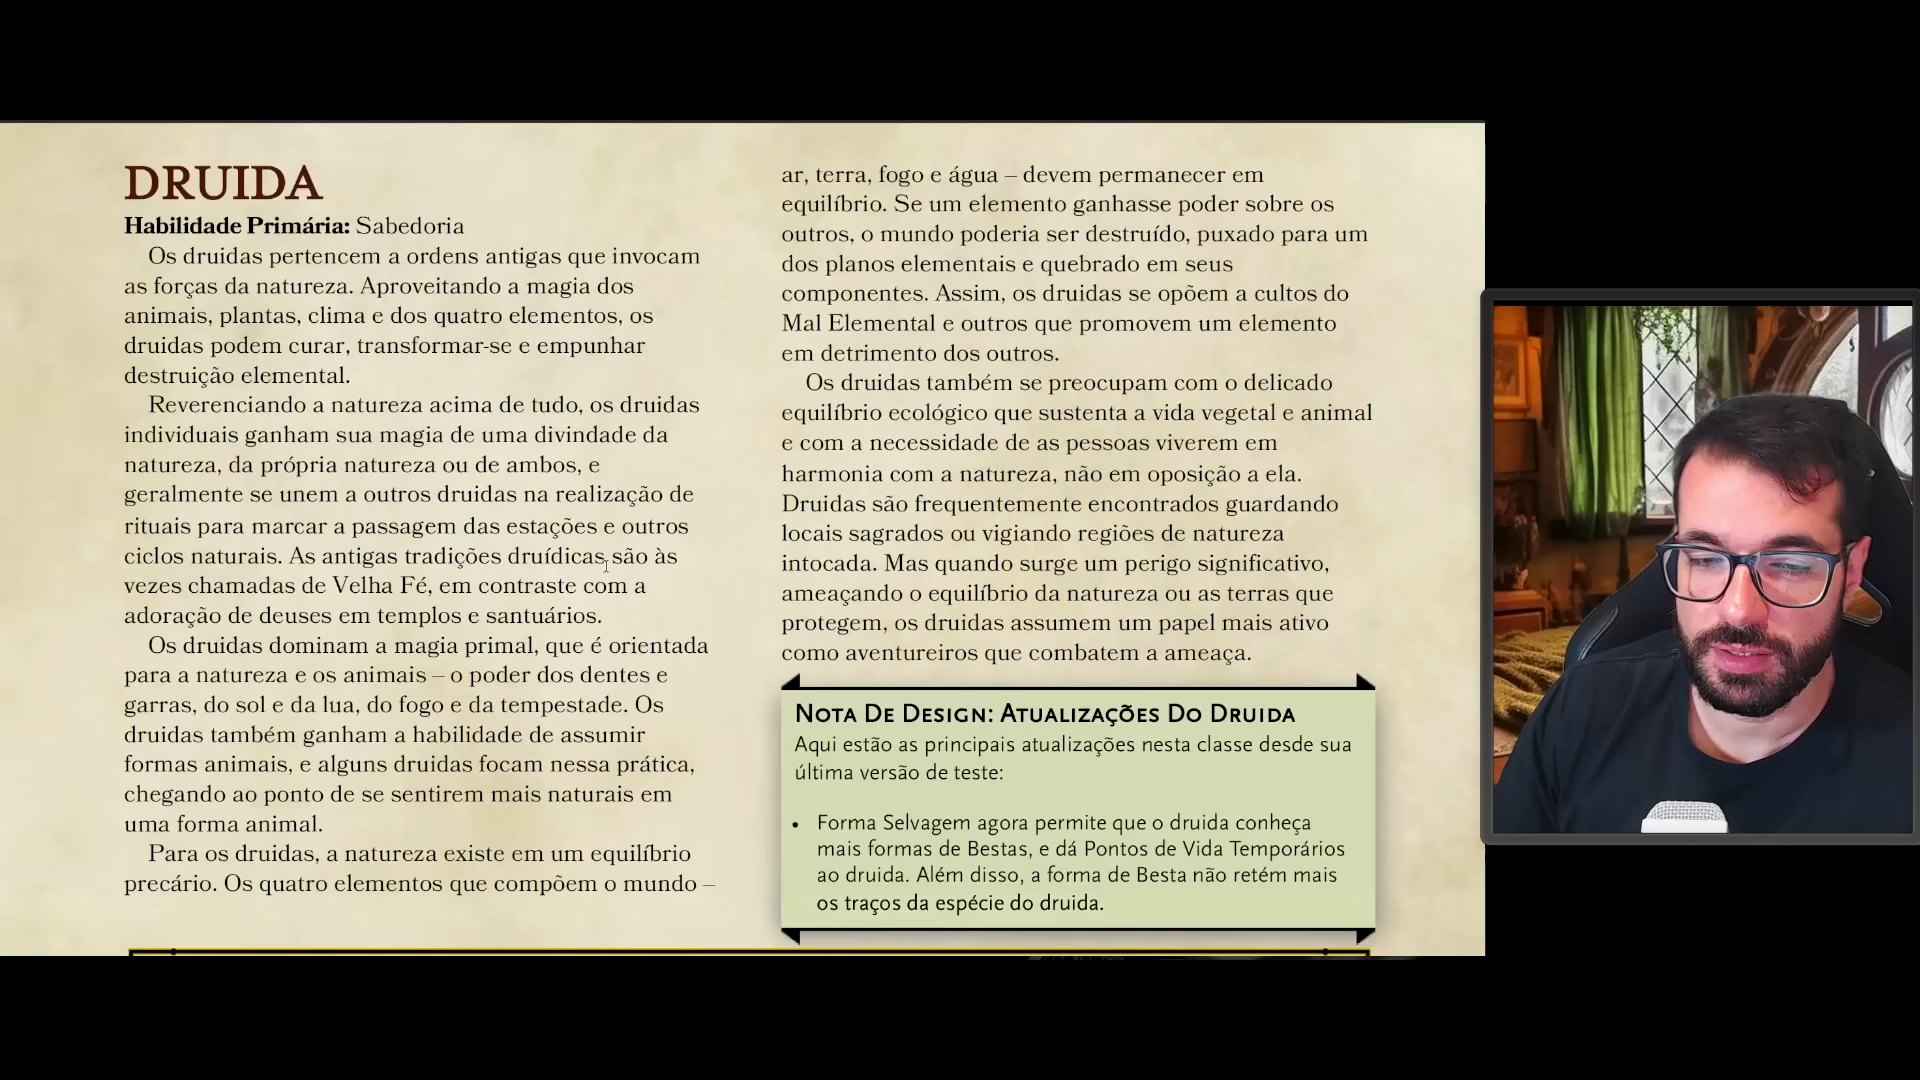 DRUIDA
Habilidade Primária: Sabedoria
Os druidas pertencem a ordens antigas que invocam
as forças da natureza. Aproveitando a magia dos
animais, plantas, clima e dos quatro elementos, os
druidas podem curar, transformar-se e empunhar
destruição elemental.
Reverenciando a natureza acima de tudo, os druidas
individuais ganham sua magia de uma divindade da
natureza, da própria natureza ou de ambos, e
geralmente se unem a outros druidas na realização de
rituais para marcar a passagem das estações e outros
ciclos naturais. As antigas tradições druídicas são às
vezes chamadas de Velha Fé, em contraste com a
adoração de deuses em templos e santuários.
Os druidas dominam a magia primal, que é orientada
para a natureza e os animais – o poder dos dentes e
garras, do sol e da lua, do fogo e da tempestade. Os
druidas também ganham a habilidade de assumir
formas animais, e alguns druidas focam nessa prática,
chegando ao ponto de se sentirem mais naturais em
uma forma animal.
Para os druidas, a natureza existe em um equilíbrio
precário. Os quatro elementos que compõem o mundo –
ar, terra, fogo e água – devem permanecer em
equilíbrio. Se um elemento ganhasse poder sobre os
outros, o mundo poderia ser destruído, puxado para um
dos planos elementais e quebrado em seus
componentes. Assim, os druidas se opõem a cultos do
Mal Elemental e outros que promovem um elemento
em detrimento dos outros.
Os druidas também se preocupam com o delicado
equilíbrio ecológico que sustenta a vida vegetal e animal
e com a necessidade de as pessoas viverem em
harmonia com a natureza, não em oposição a ela.
Druidas são frequentemente encontrados guardando
locais sagrados ou vigiando regiões de natureza
intocada. Mas quando surge um perigo significativo,
ameaçando o equilíbrio da natureza ou as terras que
protegem, os druidas assumem um papel mais ativo
como aventureiros que combatem a ameaça.
Nota De Design: Atualizações Do Druida
Aqui estão as principais atualizações nesta classe desde sua
última versão de teste:
• Forma Selvagem agora permite que o druida conheça
mais formas de Bestas, e dá Pontos de Vida Temporários
ao druida. Além disso, a forma de Besta não retém mais
os traços da espécie do druida.